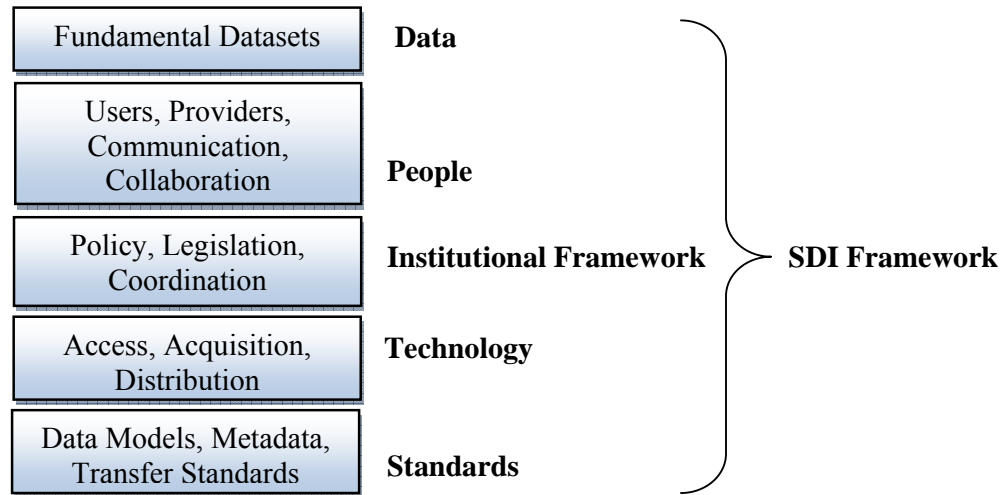 Fundamental Datasets
Data
Users, Providers,
Communication,
Collaboration
People
Policy, Legislation,
Coordination
Institutional Framework
SDI Framework
Access, Acquisition,
Distribution
Technology
Data Models, Metadata,
Transfer Standards
Standards